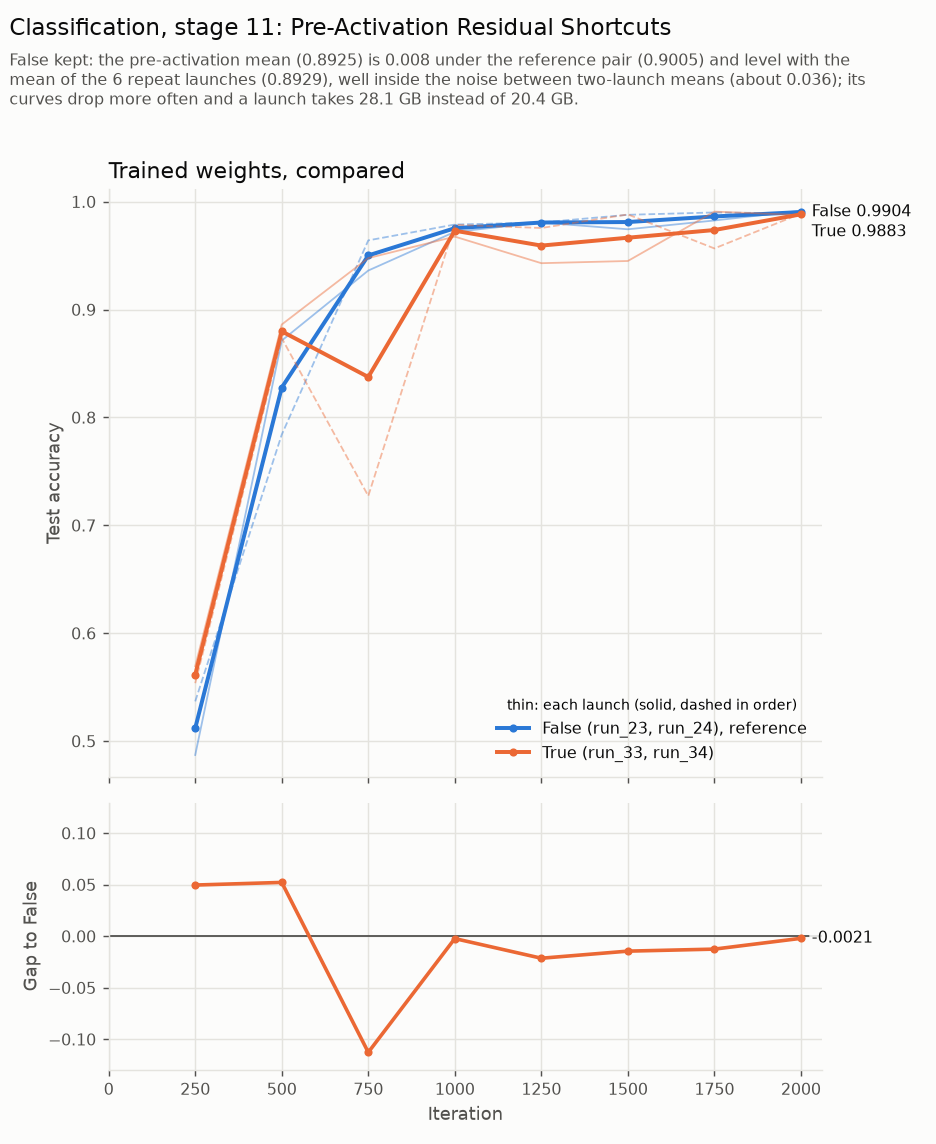 Classification, stage 11: Pre-Activation Residual Shortcuts
False kept: the pre-activation mean (0.8925) is 0.008 under the reference pair (0.9005) and level with the
mean of the 6 repeat launches (0.8929), well inside the noise between two-launch means (about 0.036); its
curves drop more often and a launch takes 28.1 GB instead of 20.4 GB.
Trained weights, compared
1.0
0.9
0.8
0.7
0.6
0.5
Test accuracy
False 0.9904
True 0.9883
thin: each launch (solid, dashed in order)
False (run_23, run_24), reference
True (run_33, run_34)
0.10
0.05
0.00
−0.05
−0.10
Gap to False
-0.0021
0
250
500
750
1000
1250
1500
1750
2000
Iteration